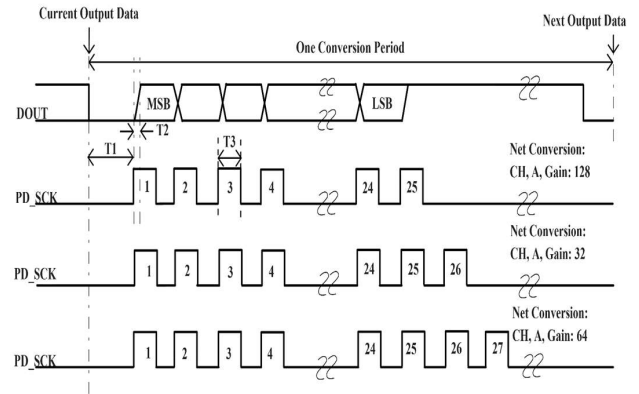 Current Output Data
Next Output Data
One Conversion Period
DOUT
MSB
LSB
T2
T1
T3
Net Conversion:
CH, A, Gain: 128
PD_SCK
1 2 3 4 24 25
Net Conversion:
CH, A, Gain: 32
PD_SCK
1 2 3 4 24 25 26
Net Conversion:
CH, A, Gain: 64
PD_SCK
1 2 3 4 24 25 26 27